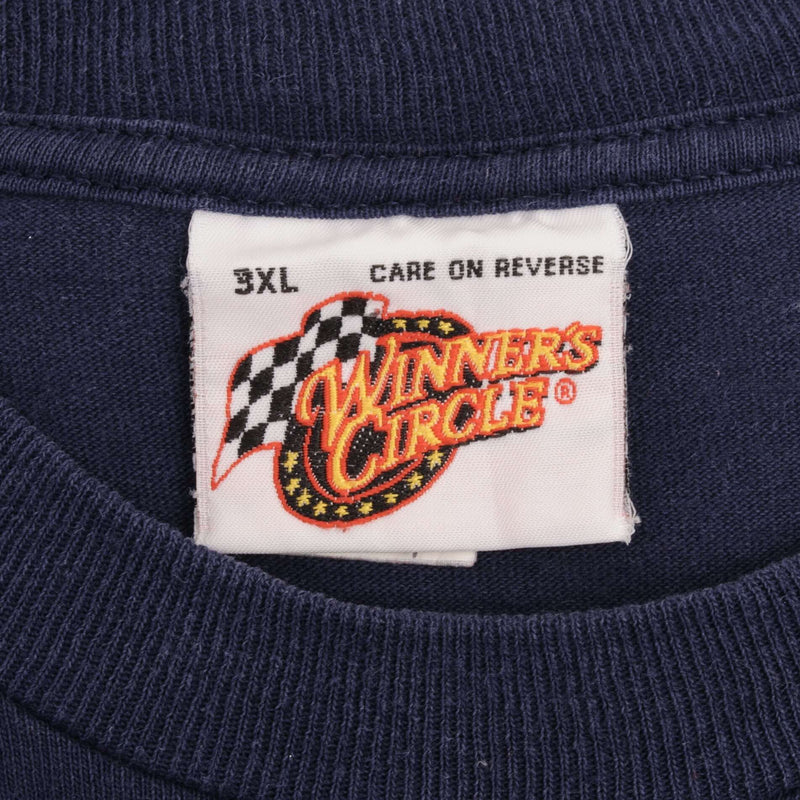 3XL CARE ON REVERSE
WINNER'S
CIRCLE ®